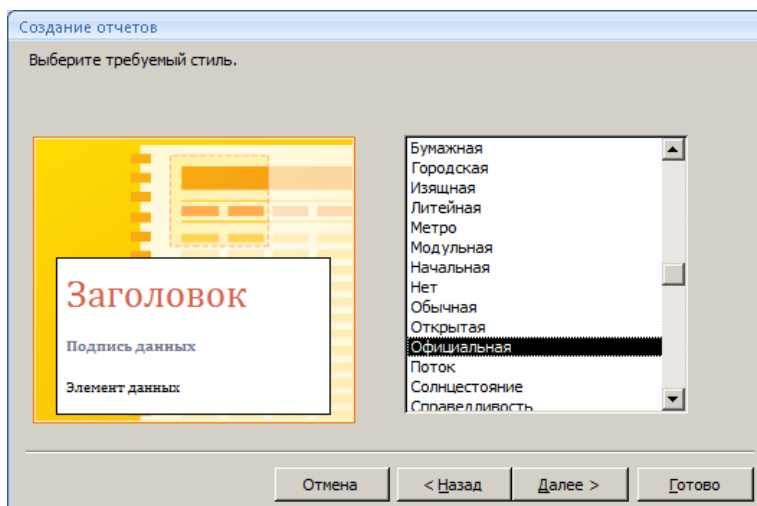 Создание отчетов
Выберите требуемый стиль.
Заголовок
Подпись данных
Элемент данных
Бумажная
Городская
Изящная
Литейная
Метро
Модульная
Начальная
Нет
Обычная
Открытая
Официальная
Поток
Солнцестояние
Справедливость
Отмена
< Назад
Далее >
Готово